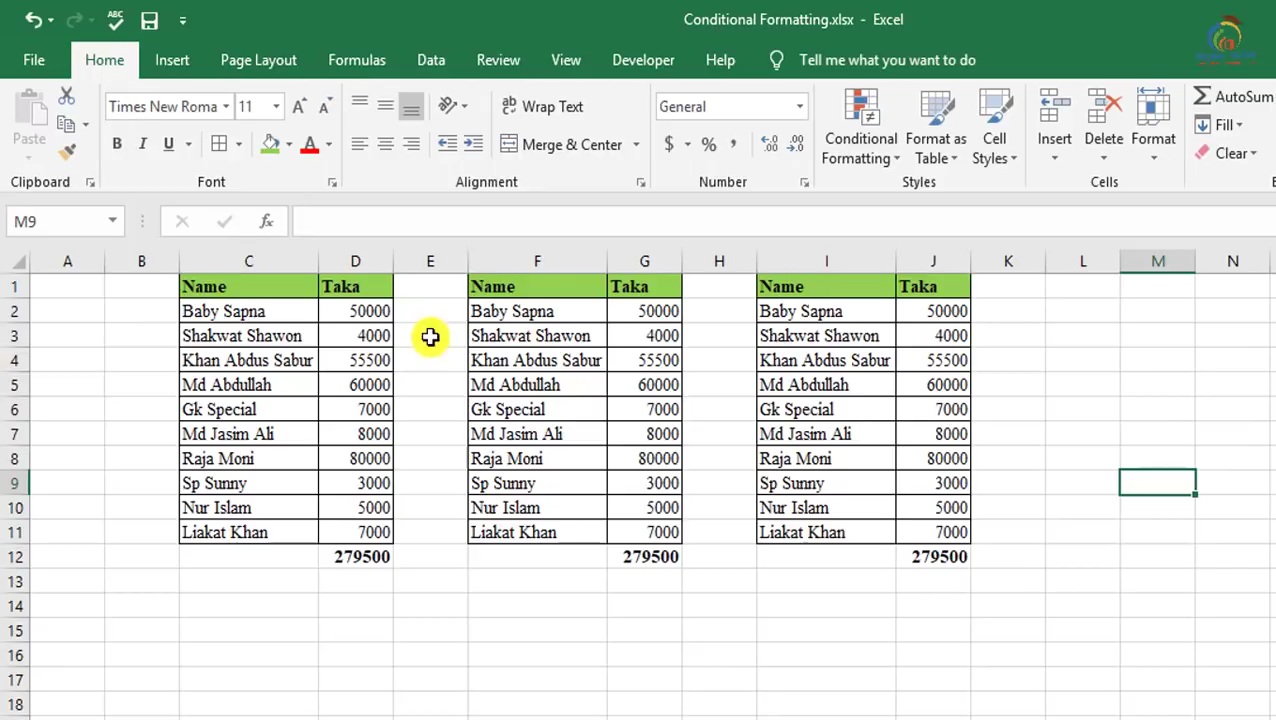 Conditional Formatting.xlsx - Excel
ABC
File Home Insert Page Layout Formulas Data Review View Developer Help Tell me what you want to do
Times New Roma 11 A A Wrap Text General AutoSum
Paste Conditional Formatting Format as Table Cell Styles Insert Delete Format Fill
B I U A Merge & Center $ % , Clear
Clipboard Font Alignment Number Styles Cells
M9 fx
A B C D E F G H I J K L M N
1 Name Taka Name Taka Name Taka
2 Baby Sapna 50000 Baby Sapna 50000 Baby Sapna 50000
3 Shakwat Shawon 4000 Shakwat Shawon 4000 Shakwat Shawon 4000
4 Khan Abdus Sabur 55500 Khan Abdus Sabur 55500 Khan Abdus Sabur 55500
5 Md Abdullah 60000 Md Abdullah 60000 Md Abdullah 60000
6 Gk Special 7000 Gk Special 7000 Gk Special 7000
7 Md Jasim Ali 8000 Md Jasim Ali 8000 Md Jasim Ali 8000
8 Raja Moni 80000 Raja Moni 80000 Raja Moni 80000
9 Sp Sunny 3000 Sp Sunny 3000 Sp Sunny 3000
10 Nur Islam 5000 Nur Islam 5000 Nur Islam 5000
11 Liakat Khan 7000 Liakat Khan 7000 Liakat Khan 7000
12 279500 279500 279500
13
14
15
16
17
18